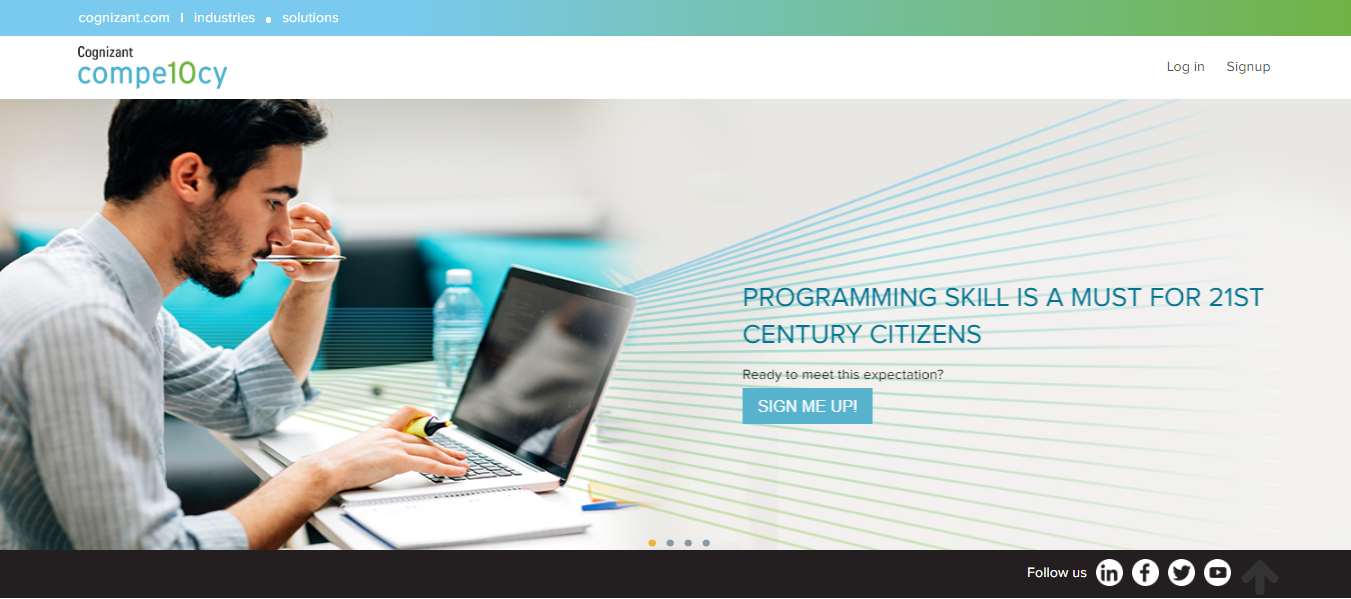 cognizant.com | industries • solutions
Cognizant
compe10cy
Log in Signup
PROGRAMMING SKILL IS A MUST FOR 21ST
CENTURY CITIZENS
Ready to meet this expectation?
SIGN ME UP!
Follow us